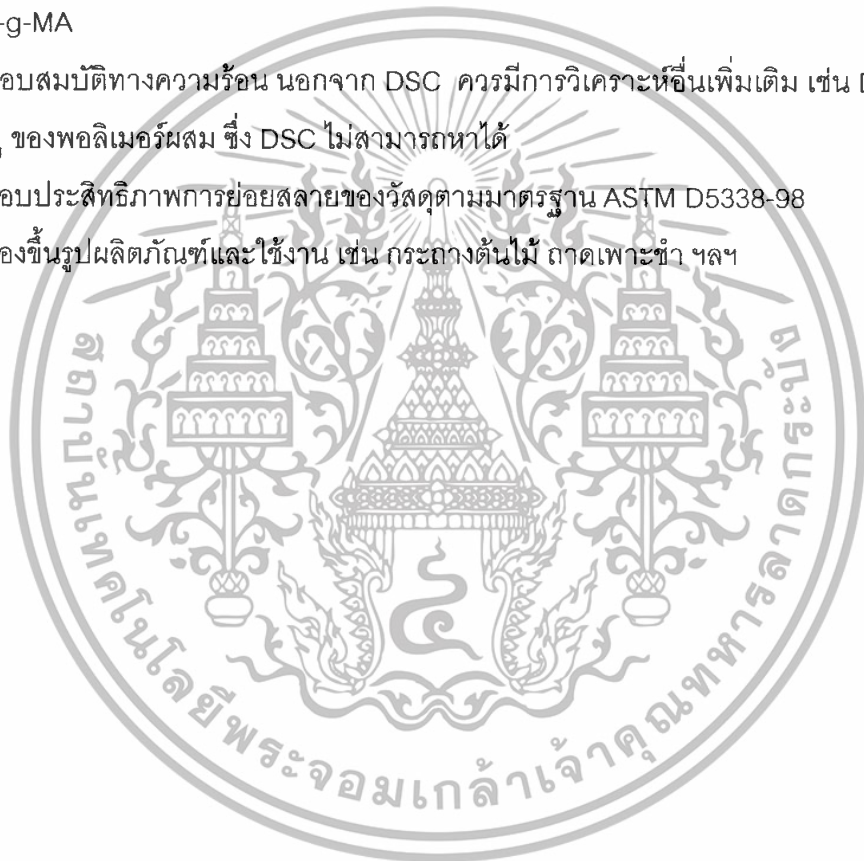 -g-MA
อบสมบัติทางความร้อน นอกจาก DSC ควรมีการวิเคราะห์อื่นเพิ่มเติม เช่น
ของพอลิเมอร์ผสม ซึ่ง DSC ไม่สามารถหาได้
อบประสิทธิภาพการย่อยสลายของวัสดุตามมาตรฐาน ASTM D5338-98
องขึ้นรูปผลิตภัณฑ์และใช้งาน เช่น กระถางต้นไม้ ถาดเพาะชำ ฯลฯ
สถาบันเทคโนโลยีพระจอมเกล้าเจ้าคุณทหารลาดกระบัง